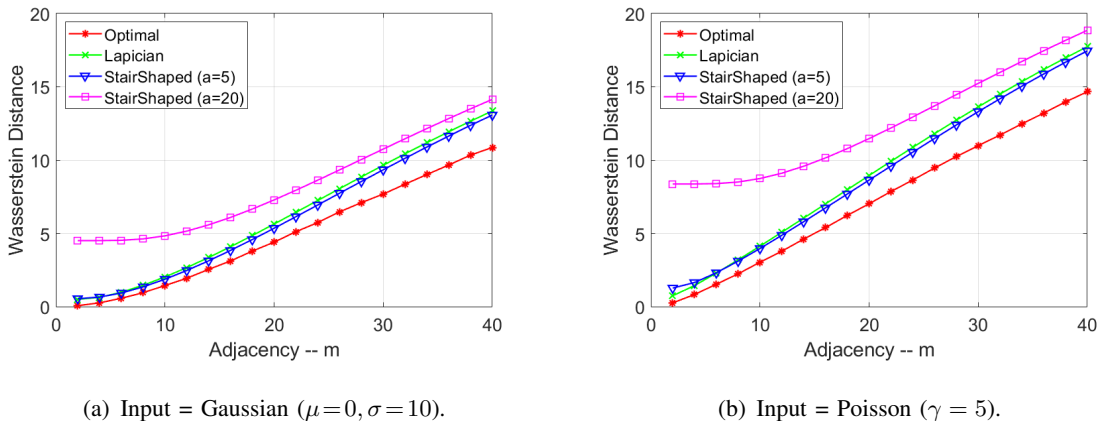 20
15
10
5
0
0
10
20
30
40
Wasserstein Distance
Adjacency -- m
Optimal
Lapician
StairShaped (a=5)
StairShaped (a=20)
(a) Input = Gaussian (μ=0, σ=10).
20
15
10
5
0
0
10
20
30
40
Wasserstein Distance
Adjacency -- m
Optimal
Lapician
StairShaped (a=5)
StairShaped (a=20)
(b) Input = Poisson (γ = 5).